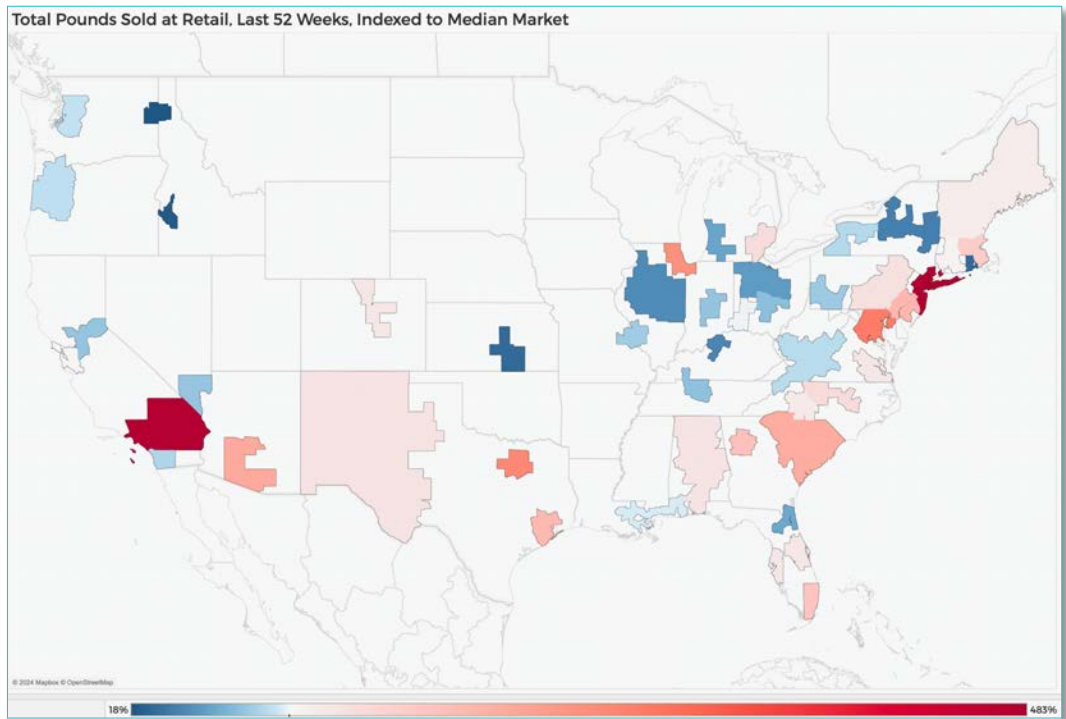 Total Pounds Sold at Retail, Last 52 Weeks, Indexed to Median Market
© 2024 Mapbox © OpenStreetMap
18%
483%